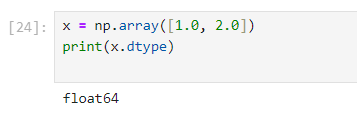 [24]: x = np.array([1.0, 2.0])
print(x.dtype)
float64